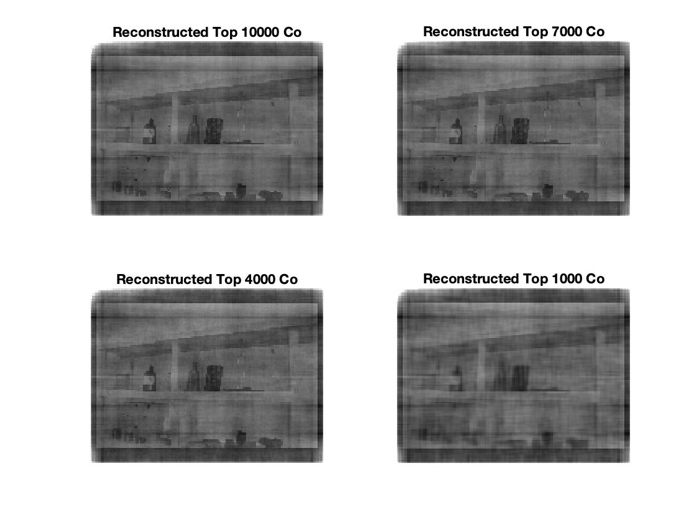 Reconstructed Top 10000 Co
Reconstructed Top 7000 Co
Reconstructed Top 4000 Co
Reconstructed Top 1000 Co